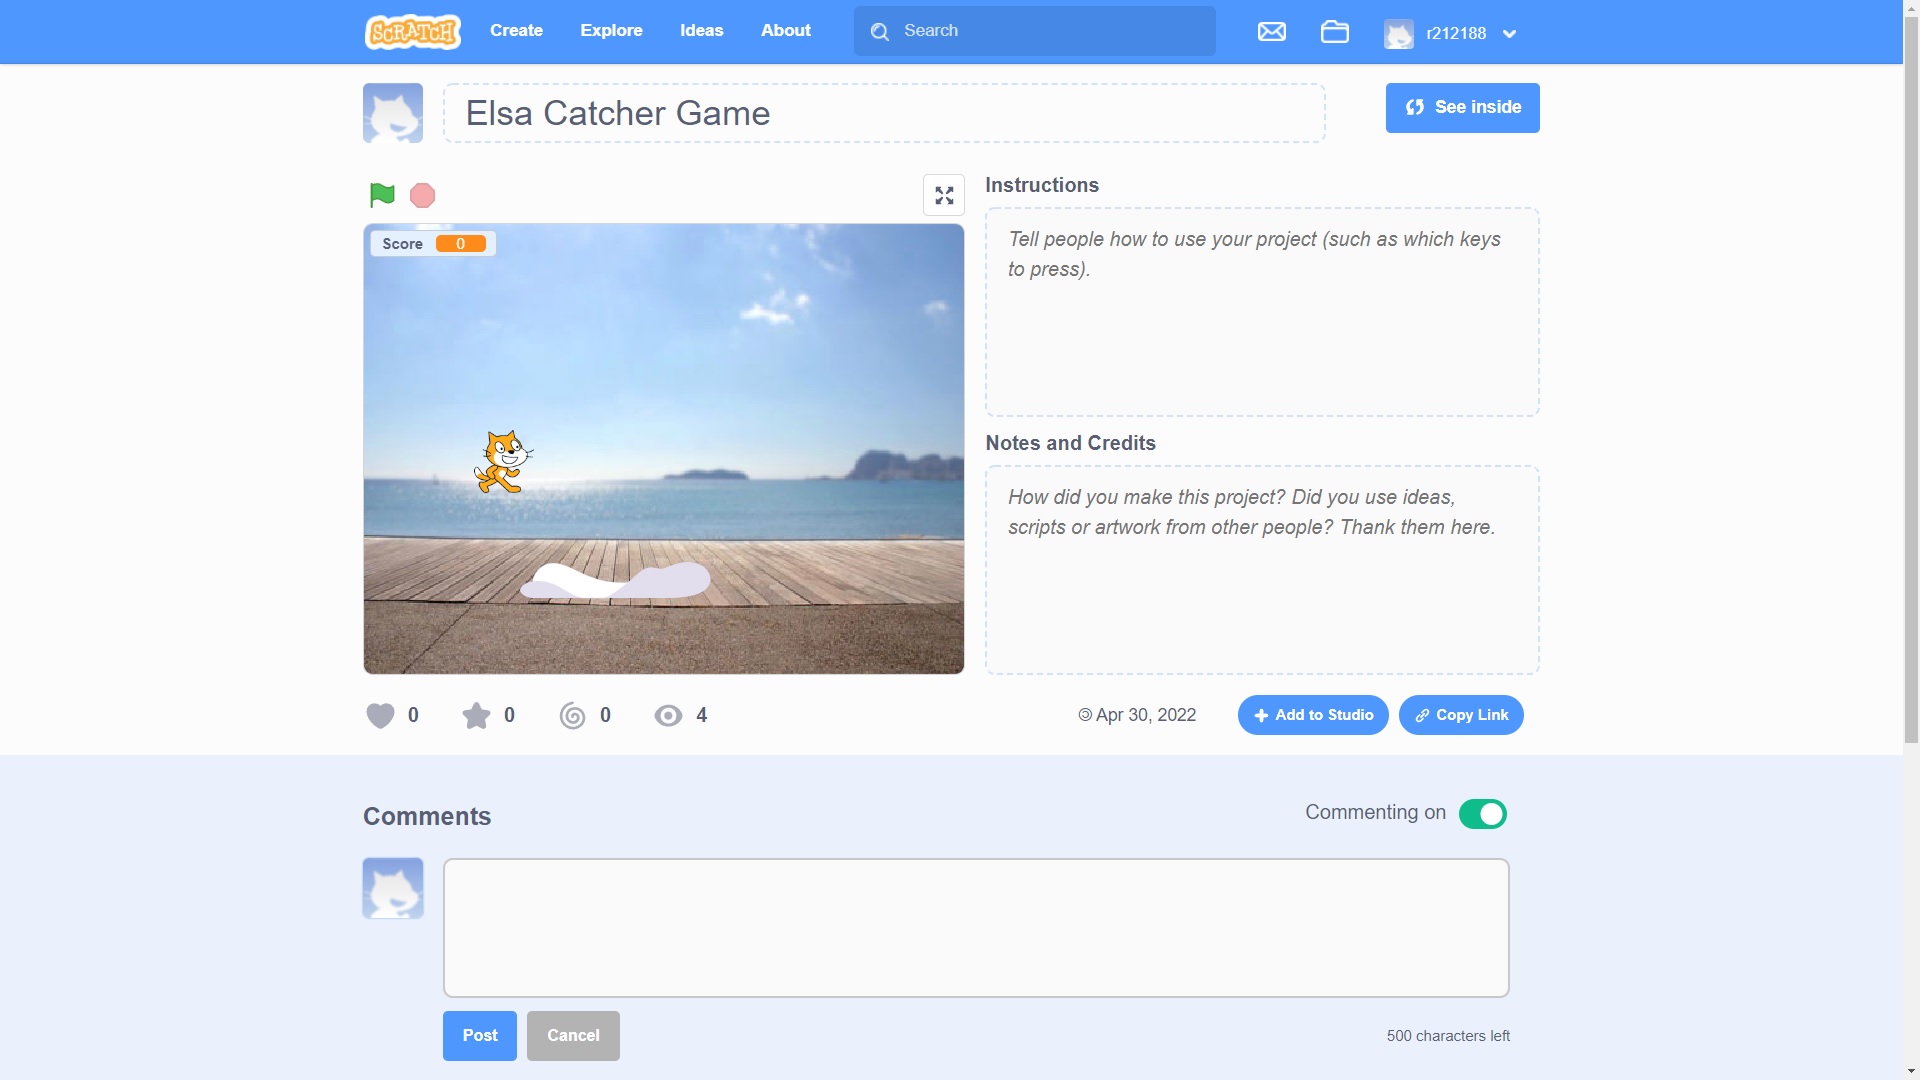 SCRATCH
Create
Explore
Ideas
About
Search
r212188
Elsa Catcher Game
See inside
Score 0
Instructions
Tell people how to use your project (such as which keys
to press).
Notes and Credits
How did you make this project? Did you use ideas,
scripts or artwork from other people? Thank them here.
0
0
0
4
Apr 30, 2022
Add to Studio
Copy Link
Comments
Commenting on
Post
Cancel
500 characters left